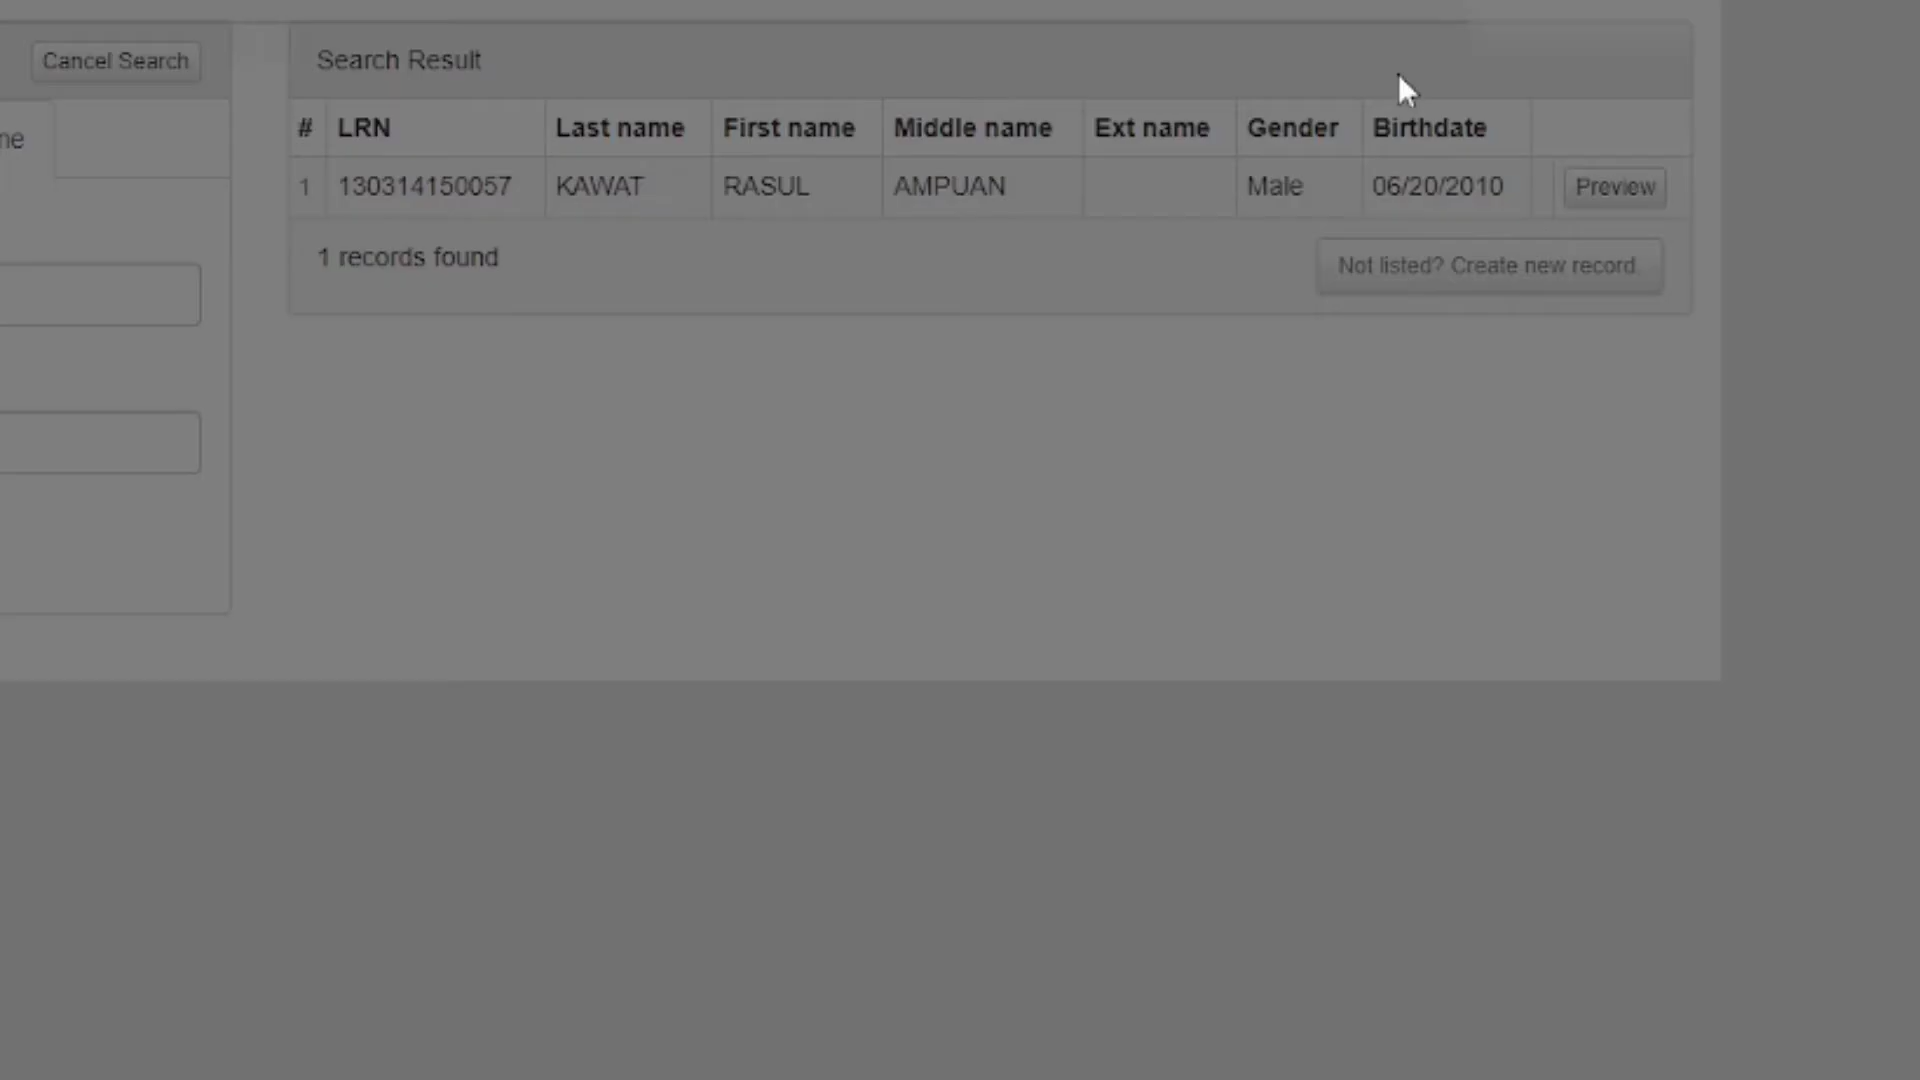 Cancel Search
ne
Search Result
# LRN Last name First name Middle name Ext name Gender Birthdate
1 130314150057 KAWAT RASUL AMPUAN Male 06/20/2010 Preview
1 records found
Not listed? Create new record.